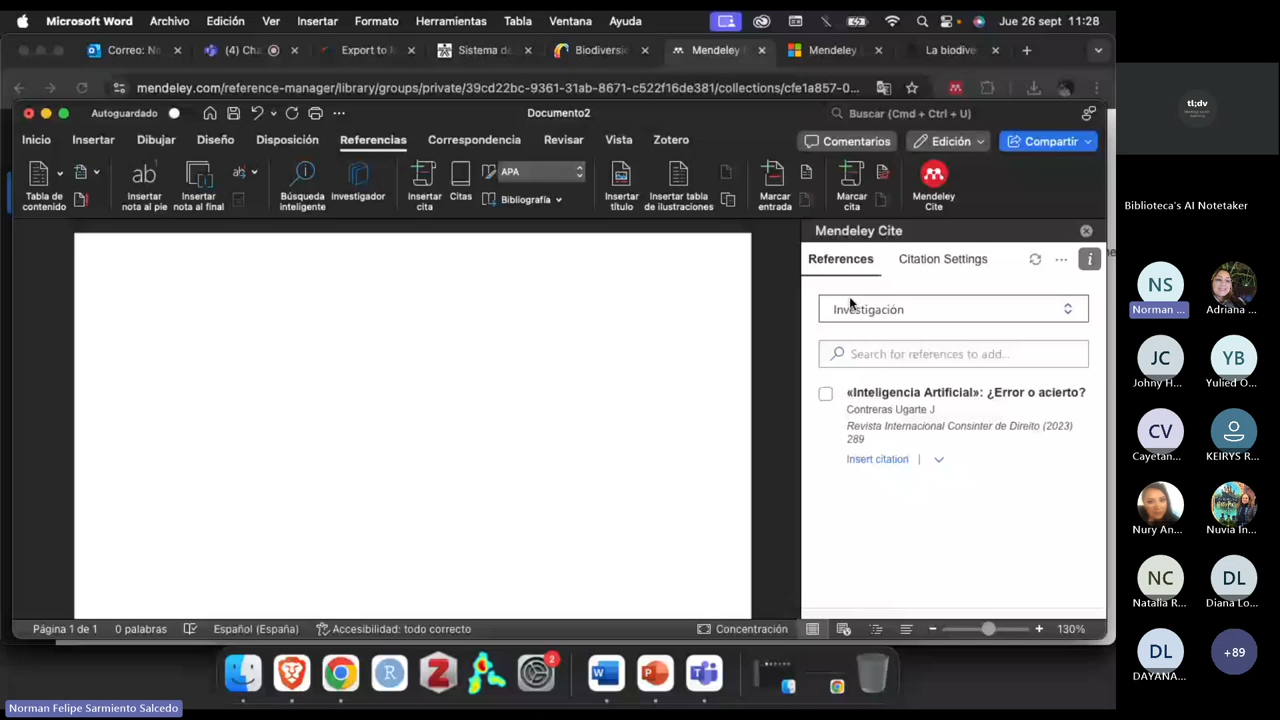 Microsoft Word Archivo Edición Ver Insertar Formato Herramientas Tabla Ventana Ayuda Jue 26 sept 11:28
Correo: No (4) Cha Export to M Sistema de Biodiversi Mendeley Mendeley La biodive
mendeley.com/reference-manager/library/groups/private/39cd22bc-9361-31ab-8671-c522f16de381/collections/cfe1a857-0...
Autoguardado Documento2 Buscar (Cmd + Ctrl + U)
Inicio Insertar Dibujar Diseño Disposición Referencias Correspondencia Revisar Vista Zotero Comentarios Edición Compartir
APA
Bibliografía
Tabla de contenido
Insertar nota al pie
Insertar nota al final
Búsqueda inteligente
Investigador
Insertar cita
Citas
Insertar título
Insertar tabla de ilustraciones
Marcar entrada
Marcar cita
Mendeley Cite
Mendeley Cite
References Citation Settings
Investigación
Search for references to add...
«Inteligencia Artificial»: ¿Error o acierto?
Contreras Ugarte J
Revista Internacional Consinter de Direito (2023)
289
Insert citation
Página 1 de 1 0 palabras Español (España) Accesibilidad: todo correcto Concentración 130%
2
Norman Felipe Sarmiento Salcedo
tl;dv
Biblioteca's AI Notetaker
NS
Norman ... Adriana ...
JC YB
Johny H... Yulied O...
CV
Cayetan... KEIRYS R...
Nury An... Nuvia In...
NC DL
Natalia R... Diana Lo...
DL +89
DAYANA...